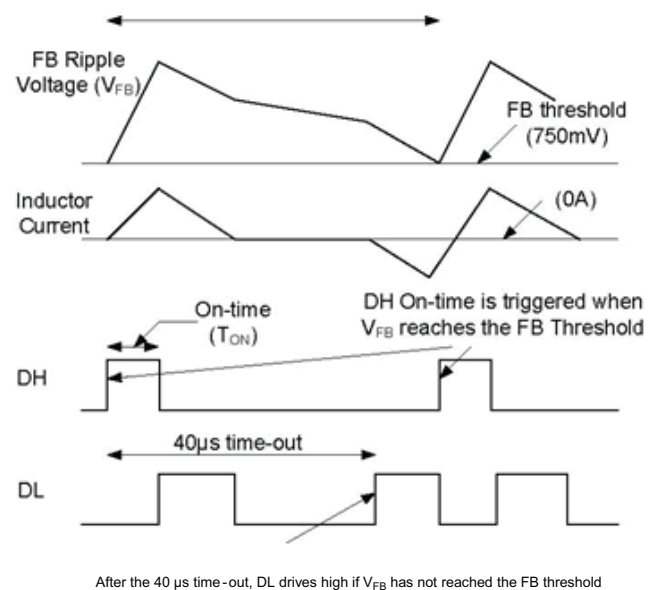 FB Ripple
Voltage (VFB)
FB threshold
(750mV)
Inductor
Current
(0A)
On-time
(TON)
DH On-time is triggered when
VFB reaches the FB Threshold
DH
40µs time-out
DL
After the 40 µs time-out, DL drives high if VFB has not reached the FB threshold